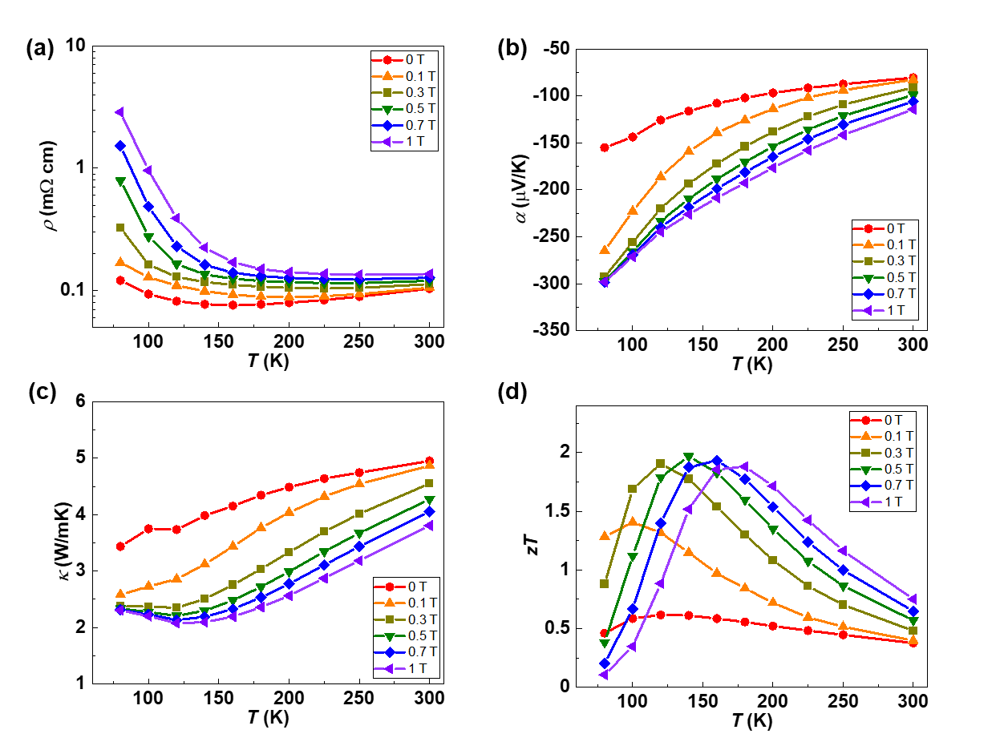 (a)
10
1
0.1
ρ (mΩ cm)
100 150 200 250 300
T (K)
0 T
0.1 T
0.3 T
0.5 T
0.7 T
1 T
(b)
-50
-100
-150
-200
-250
-300
-350
α (μV/K)
100 150 200 250 300
T (K)
0 T
0.1 T
0.3 T
0.5 T
0.7 T
1 T
(c)
6
5
4
3
2
1
κ (W/mK)
100 150 200 250 300
T (K)
0 T
0.1 T
0.3 T
0.5 T
0.7 T
1 T
(d)
2
1.5
1
0.5
0
zT
100 150 200 250 300
T (K)
0 T
0.1 T
0.3 T
0.5 T
0.7 T
1 T